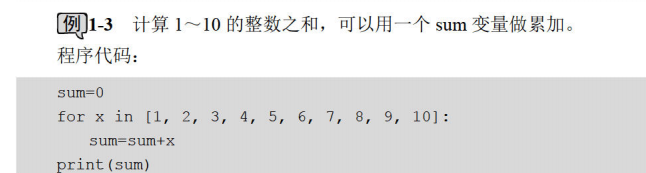 例1-3 计算 1～10 的整数之和，可以用一个 sum 变量做累加。
程序代码：
sum=0
for x in [1, 2, 3, 4, 5, 6, 7, 8, 9, 10]:
   sum=sum+x
print(sum)